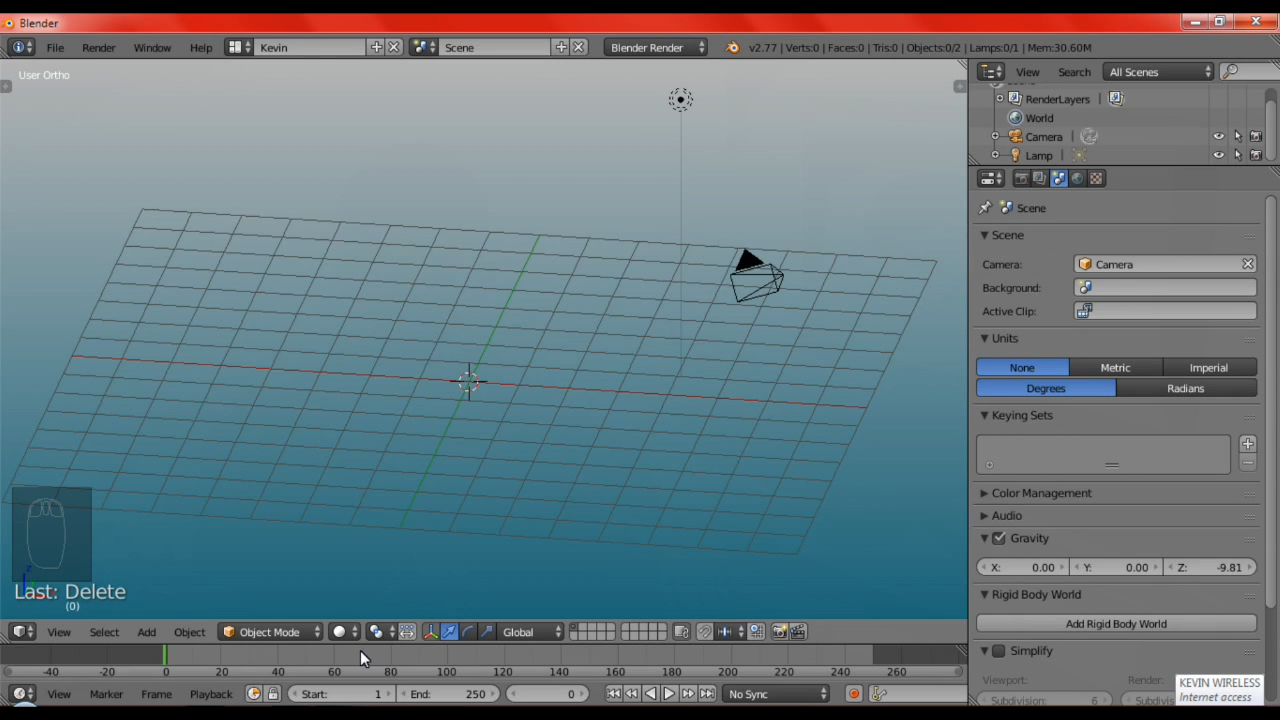 Blender
File Render Window Help Kevin Scene Blender Render v2.77 | Verts:0 | Faces:0 | Tris:0 | Objects:0/2 | Lamps:0/1 | Mem:30.60M
User Ortho
View Search All Scenes
RenderLayers |
World
Camera |
Lamp |
Scene
Scene
Camera: Camera
Background:
Active Clip:
Units
None Metric Imperial
Degrees Radians
Keying Sets
Color Management
Audio
Gravity
X: 0.00 Y: 0.00 Z: -9.81
Rigid Body World
Add Rigid Body World
Simplify
Viewport: Render:
Subdivision: 6
KEVIN WIRELESS
Internet access
Last: Delete
(0)
View Select Add Object Object Mode Global
-40 -20 0 20 40 60 80 100 120 140 160 180 200 220 240 260
View Marker Frame Playback Start: 1 End: 250 0 No Sync